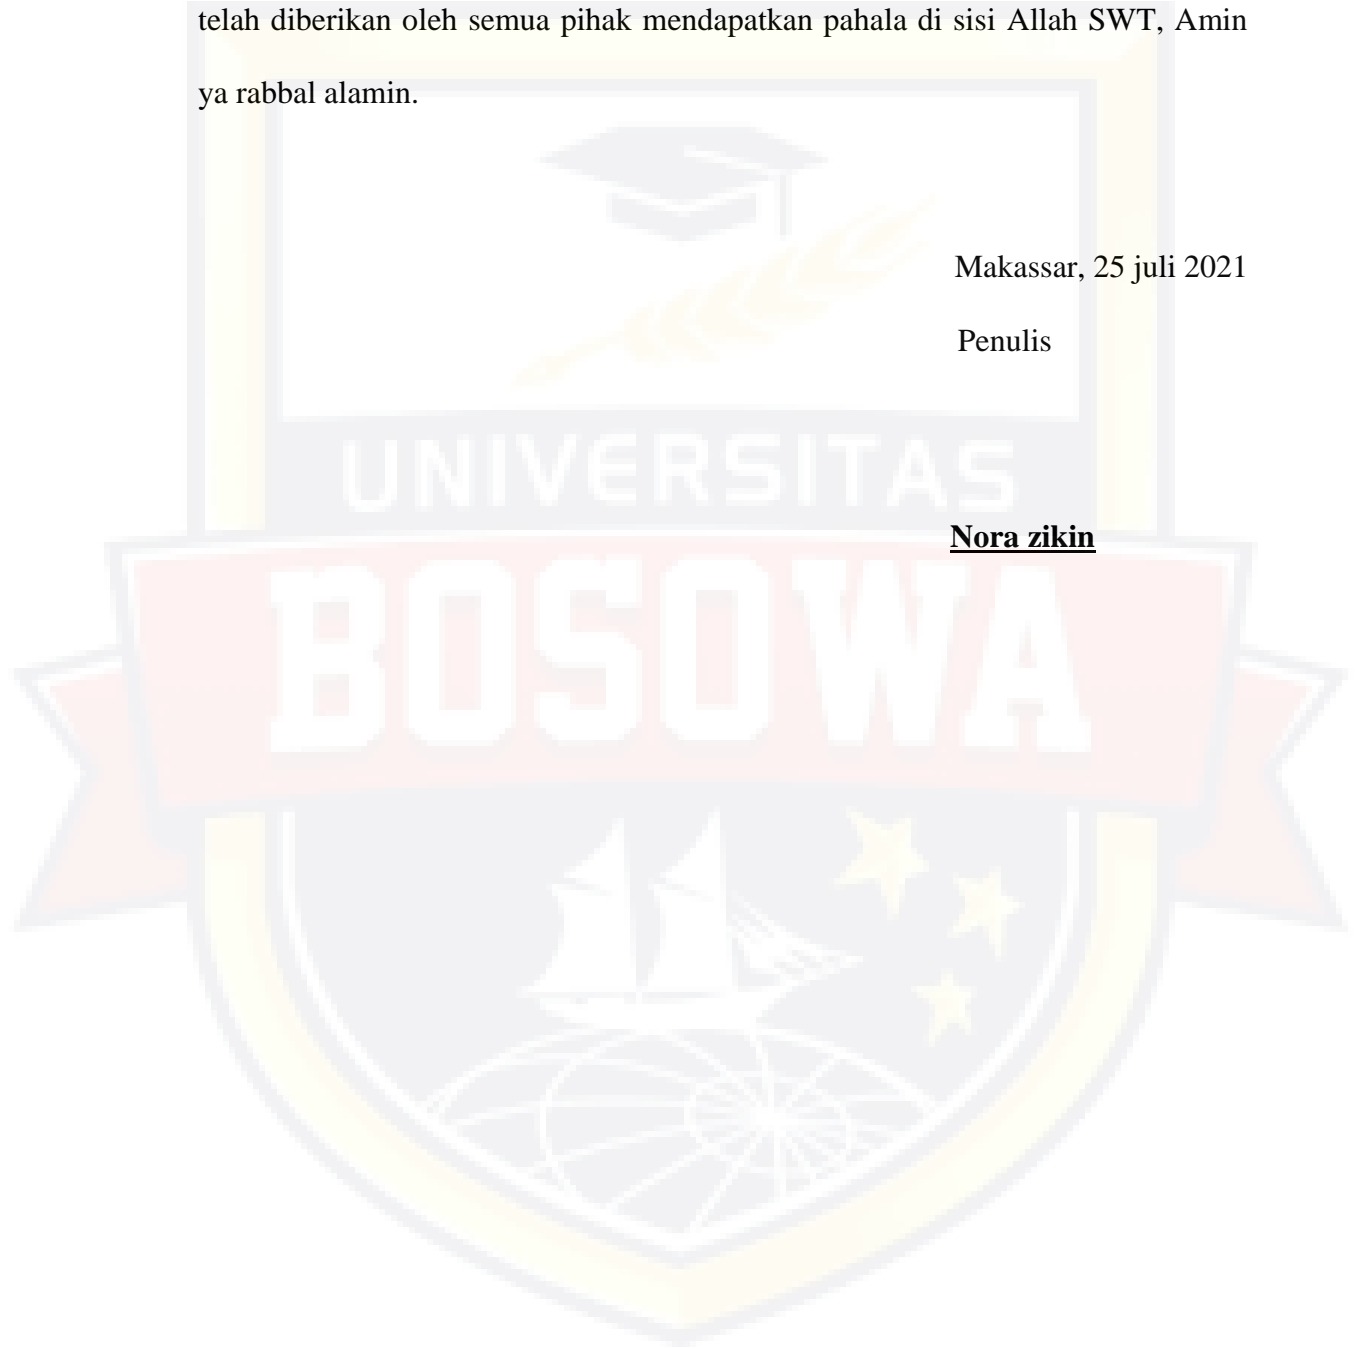 telah diberikan oleh semua pihak mendapatkan pahala di sisi Allah SWT, Amin
ya rabbal alamin.
Makassar, 25 juli 2021
Penulis
UNIVERSITAS
Nora zikin
BOSOWA